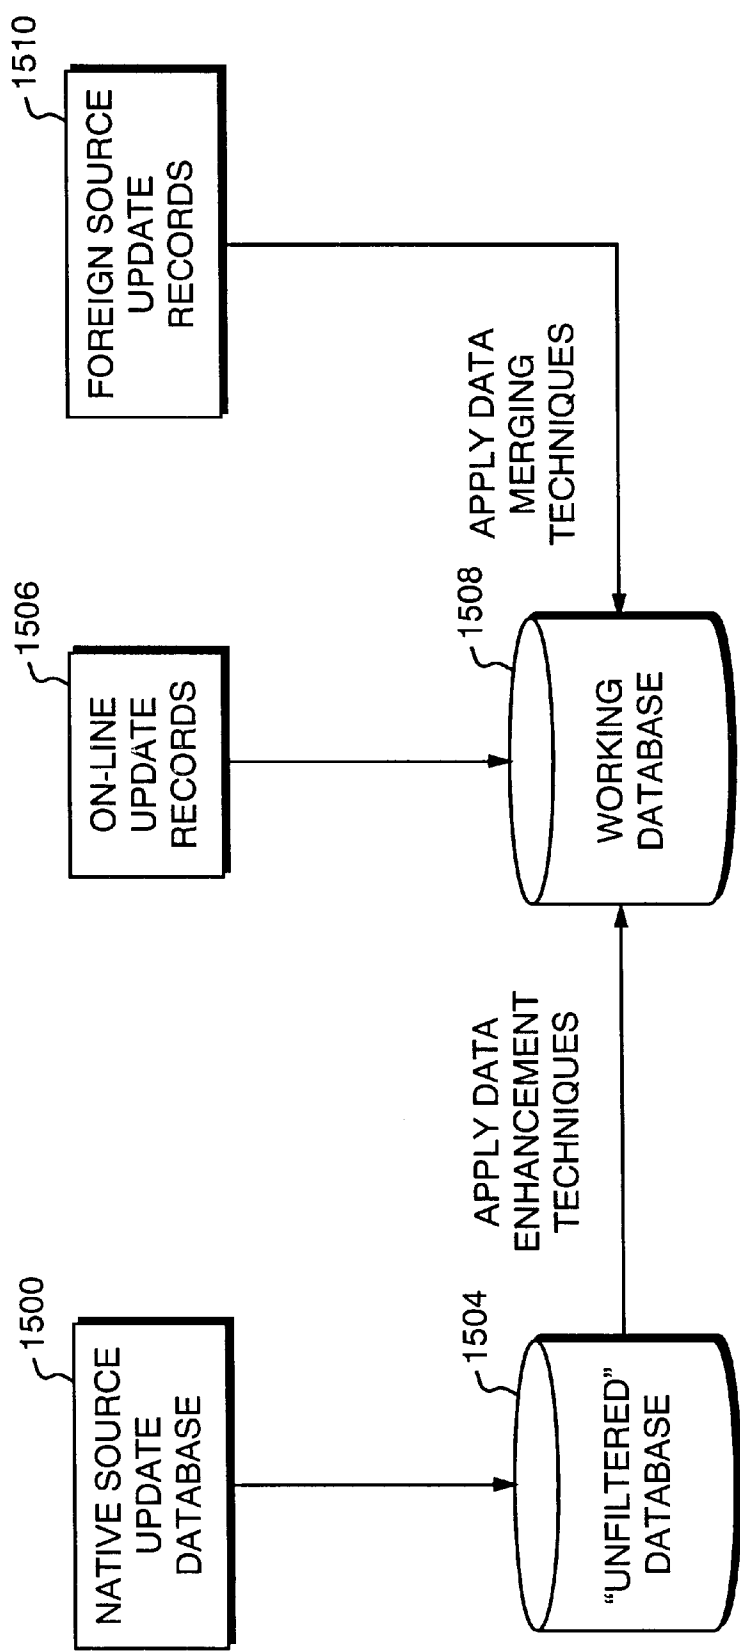 NATIVE SOURCE
UPDATE
DATABASE
1500
ON-LINE
UPDATE
RECORDS
1506
FOREIGN SOURCE
UPDATE
RECORDS
1510
"UNFILTERED"
DATABASE
1504
APPLY DATA
ENHANCEMENT
TECHNIQUES
WORKING
DATABASE
1508
APPLY DATA
MERGING
TECHNIQUES